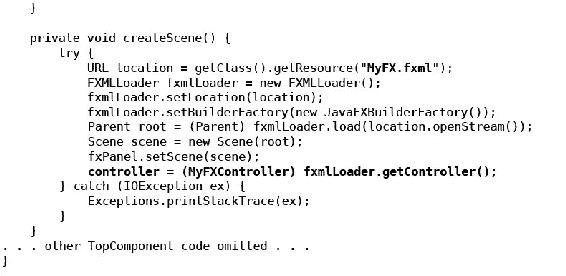 }
private void createScene() {
try {
URL location = getClass().getResource("MyFX.fxml");
FXMLLoader fxmlLoader = new FXMLLoader();
fxmlLoader.setLocation(location);
fxmlLoader.setBuilderFactory(new JavaFXBuilderFactory());
Parent root = (Parent) fxmlLoader.load(location.openStream());
Scene scene = new Scene(root);
fxPanel.setScene(scene);
controller = (MyFXController) fxmlLoader.getController();
} catch (IOException ex) {
Exceptions.printStackTrace(ex);
}
}
. . . other TopComponent code omitted . . .
}